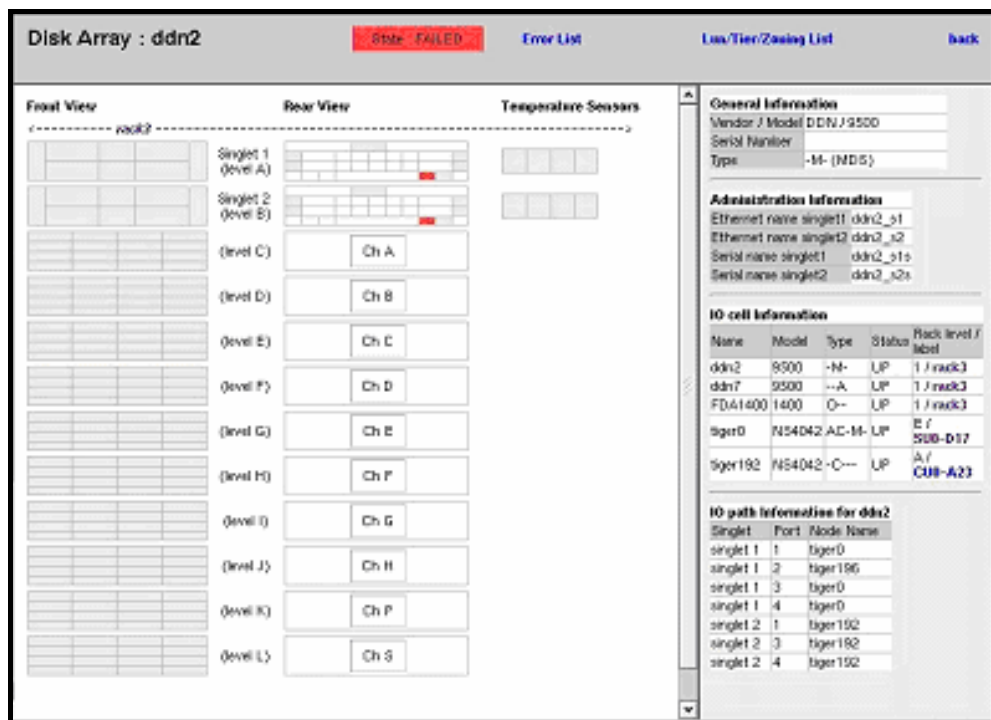 Disk Array : ddn2
State FAILED
Error List
Lun/Tier/Zoning List
back
Front View
Rear View
Temperature Sensors
<---------- rack3 ---------->
Singlet 1
(level A)
Singlet 2
(level B)
(level C) Ch A
(level D) Ch B
(level E) Ch C
(level F) Ch D
(level G) Ch E
(level H) Ch F
(level I) Ch G
(level J) Ch H
(level K) Ch P
(level L) Ch S
General Information
Vendor / Model DDN / 9500
Serial Number
Type -M- (MDS)
Administration Information
Ethernet name singlet1 ddn2_s1
Ethernet name singlet2 ddn2_s2
Serial name singlet1 ddn2_s1s
Serial name singlet2 ddn2_s2s
IO cell Information
Name Model Type Status Rack level / label
ddn2 9500 -M- UP 1 / rack3
ddn7 9500 --A UP 1 / rack3
FDA1400 1400 O-- UP 1 / rack3
tiger0 NS4042 AC-M- UP E / SU0-D17
tiger192 NS4042 -C--- UP A / CU0-A23
IO path Information for ddn2
Singlet Port Node Name
singlet 1 1 tiger0
singlet 1 2 tiger196
singlet 1 3 tiger0
singlet 1 4 tiger0
singlet 2 1 tiger192
singlet 2 3 tiger192
singlet 2 4 tiger192